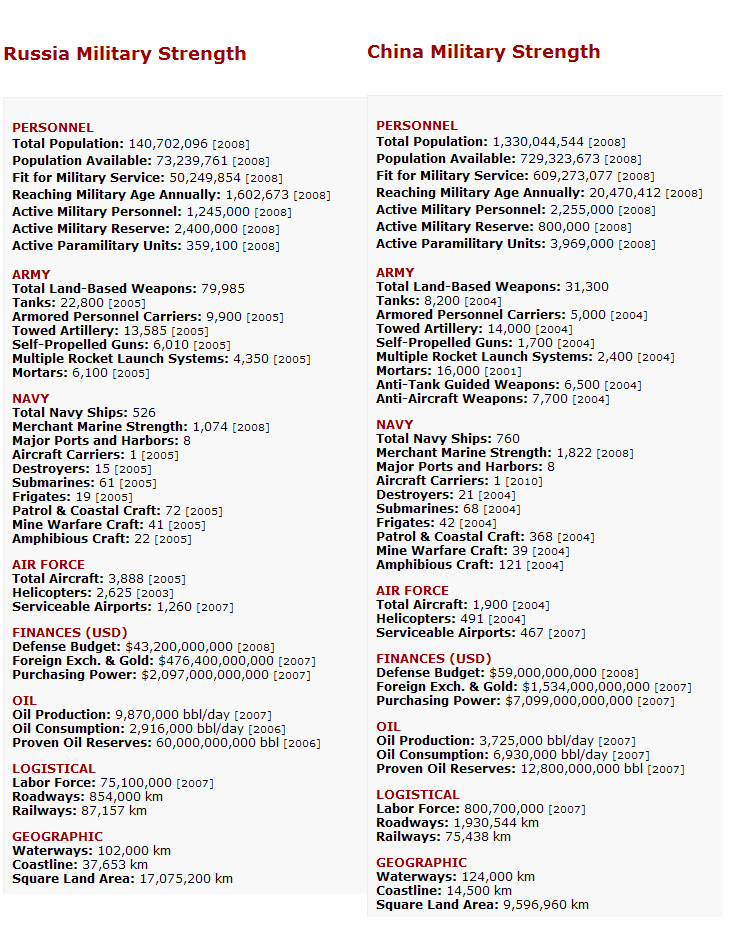 Russia Military Strength
PERSONNEL
Total Population: 140,702,096 [2008]
Population Available: 73,239,761 [2008]
Fit for Military Service: 50,249,854 [2008]
Reaching Military Age Annually: 1,602,673 [2008]
Active Military Personnel: 1,245,000 [2008]
Active Military Reserve: 2,400,000 [2008]
Active Paramilitary Units: 359,100 [2008]
ARMY
Total Land-Based Weapons: 79,985
Tanks: 22,800 [2005]
Armored Personnel Carriers: 9,900 [2005]
Towed Artillery: 13,585 [2005]
Self-Propelled Guns: 6,010 [2005]
Multiple Rocket Launch Systems: 4,350 [2005]
Mortars: 6,100 [2005]
NAVY
Total Navy Ships: 526
Merchant Marine Strength: 1,074 [2008]
Major Ports and Harbors: 8
Aircraft Carriers: 1 [2005]
Destroyers: 15 [2005]
Submarines: 61 [2005]
Frigates: 19 [2005]
Patrol & Coastal Craft: 72 [2005]
Mine Warfare Craft: 41 [2005]
Amphibious Craft: 22 [2005]
AIR FORCE
Total Aircraft: 3,888 [2005]
Helicopters: 2,625 [2003]
Serviceable Airports: 1,260 [2007]
FINANCES (USD)
Defense Budget: $43,200,000,000 [2008]
Foreign Exch. & Gold: $476,400,000,000 [2007]
Purchasing Power: $2,097,000,000,000 [2007]
OIL
Oil Production: 9,870,000 bbl/day [2007]
Oil Consumption: 2,916,000 bbl/day [2006]
Proven Oil Reserves: 60,000,000,000 bbl [2006]
LOGISTICAL
Labor Force: 75,100,000 [2007]
Roadways: 854,000 km
Railways: 87,157 km
GEOGRAPHIC
Waterways: 102,000 km
Coastline: 37,653 km
Square Land Area: 17,075,200 km
China Military Strength
PERSONNEL
Total Population: 1,330,044,544 [2008]
Population Available: 729,323,673 [2008]
Fit for Military Service: 609,273,077 [2008]
Reaching Military Age Annually: 20,470,412 [2008]
Active Military Personnel: 2,255,000 [2008]
Active Military Reserve: 800,000 [2008]
Active Paramilitary Units: 3,969,000 [2008]
ARMY
Total Land-Based Weapons: 31,300
Tanks: 8,200 [2004]
Armored Personnel Carriers: 5,000 [2004]
Towed Artillery: 14,000 [2004]
Self-Propelled Guns: 1,700 [2004]
Multiple Rocket Launch Systems: 2,400 [2004]
Mortars: 16,000 [2001]
Anti-Tank Guided Weapons: 6,500 [2004]
Anti-Aircraft Weapons: 7,700 [2004]
NAVY
Total Navy Ships: 760
Merchant Marine Strength: 1,822 [2008]
Major Ports and Harbors: 8
Aircraft Carriers: 1 [2010]
Destroyers: 21 [2004]
Submarines: 68 [2004]
Frigates: 42 [2004]
Patrol & Coastal Craft: 368 [2004]
Mine Warfare Craft: 39 [2004]
Amphibious Craft: 121 [2004]
AIR FORCE
Total Aircraft: 1,900 [2004]
Helicopters: 491 [2004]
Serviceable Airports: 467 [2007]
FINANCES (USD)
Defense Budget: $59,000,000,000 [2008]
Foreign Exch. & Gold: $1,534,000,000,000 [2007]
Purchasing Power: $7,099,000,000,000 [2007]
OIL
Oil Production: 3,725,000 bbl/day [2007]
Oil Consumption: 6,930,000 bbl/day [2007]
Proven Oil Reserves: 12,800,000,000 bbl [2007]
LOGISTICAL
Labor Force: 800,700,000 [2007]
Roadways: 1,930,544 km
Railways: 75,438 km
GEOGRAPHIC
Waterways: 124,000 km
Coastline: 14,500 km
Square Land Area: 9,596,960 km